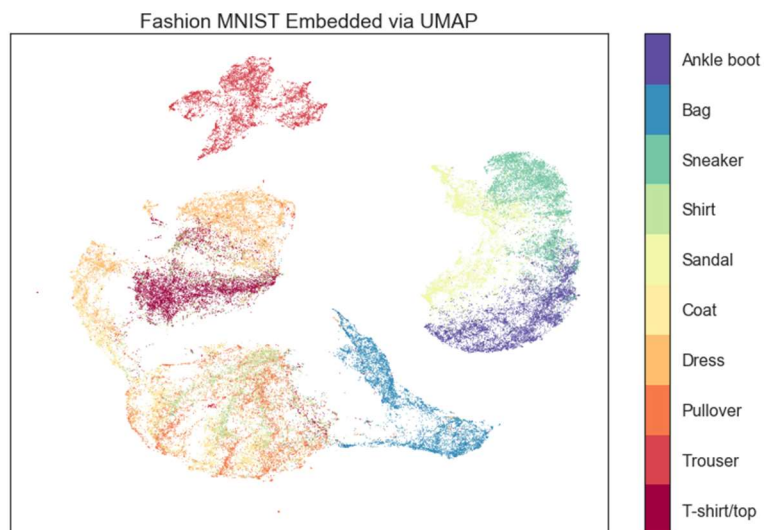 Fashion MNIST Embedded via UMAP
Ankle boot
Bag
Sneaker
Shirt
Sandal
Coat
Dress
Pullover
Trouser
T-shirt/top